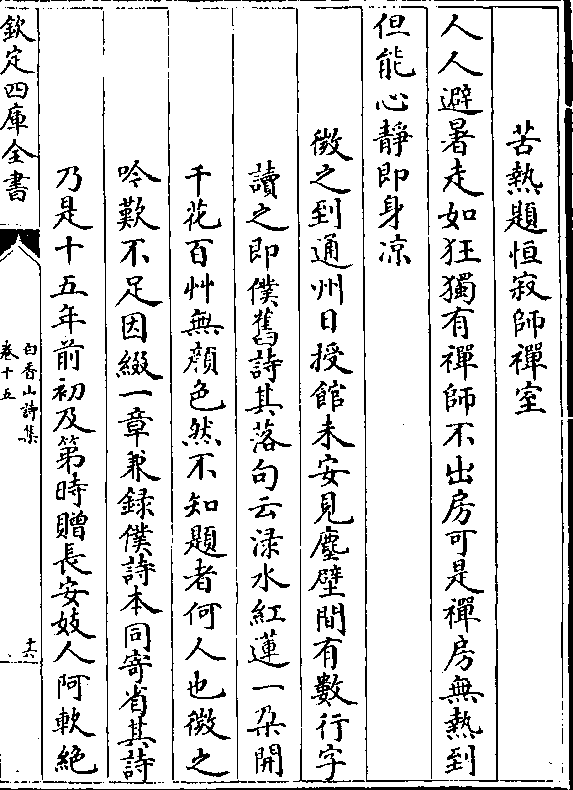 苦熱題恒寂師禪室
人人避暑走如狂獨有禪師不出房可是禪房無熱到
但能心靜即身凉
微之到通州日授館未安見塵壁間有數行字
讀之即僕舊詩其落句云渌水紅蓮一朶開
千花百艸無顔色然不知題者何人也微之
吟歎不足因綴一章兼録僕詩本同寄省其詩
乃是十五年前初及第時贈長安妓人阿軟絶
欽定四庫全書
白香山詩集
卷十五
十六